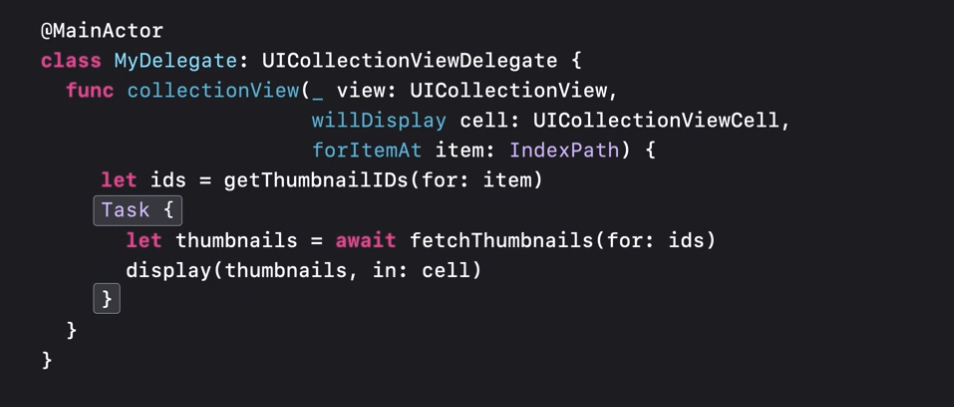 @MainActor
class MyDelegate: UICollectionViewDelegate {
func collectionView(_ view: UICollectionView,
willDisplay cell: UICollectionViewCell,
forItemAt item: IndexPath) {
let ids = getThumbnailIDs(for: item)
Task {
let thumbnails = await fetchThumbnails(for: ids)
display(thumbnails, in: cell)
}
}
}